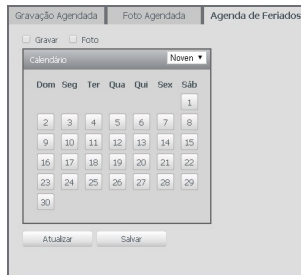 Gravação Agendada Foto Agendada Agenda de Feriados
Gravar Foto
Calendário Noven
Dom Seg Ter Qua Qui Sex Sáb
1
2 3 4 5 6 7 8
9 10 11 12 13 14 15
16 17 18 19 20 21 22
23 24 25 26 27 28 29
30
Atualizar Salvar